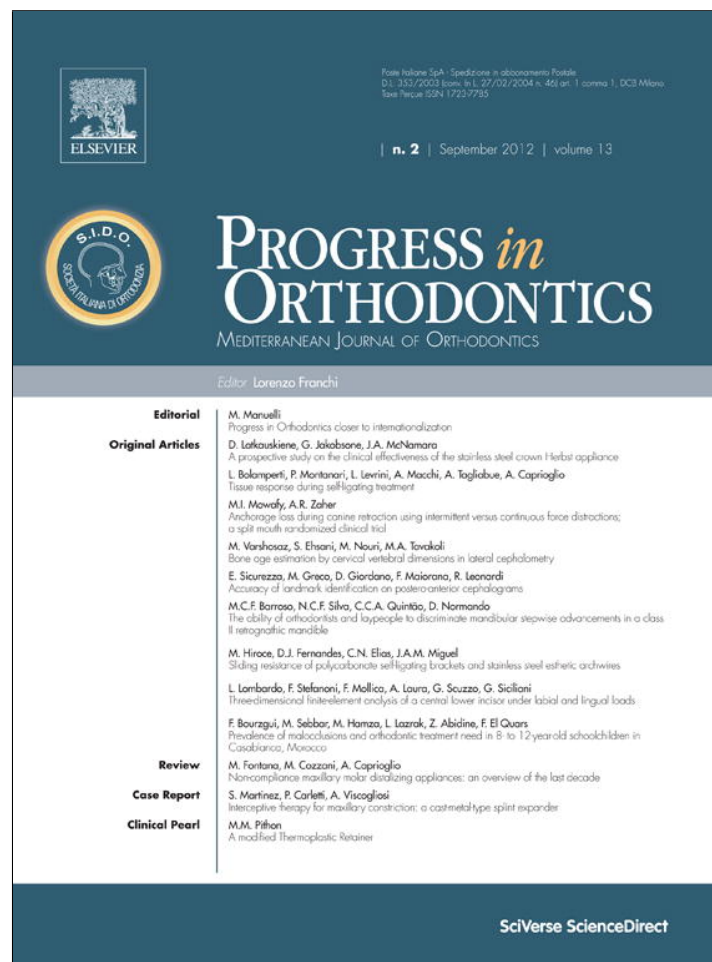 Poste Italiane SpA - Spedizione in abbonamento Postale
D.L. 353/2003 (conv. In L. 27/02/2004 n. 46) art. 1 comma 1, DCB Milano.
Taxe Perçue ISSN 1723-7785
ELSEVIER
| n. 2 | September 2012 | volume 13
S.I.D.O.
SOCIETÀ ITALIANA DI ORTODONZIA
PROGRESS in
ORTHODONTICS
MEDITERRANEAN JOURNAL OF ORTHODONTICS
Editor Lorenzo Franchi
Editorial
M. Manuelli
Progress in Orthodontics closer to internationalization
Original Articles
D. Latkauskiene, G. Jakobsone, J.A. McNamara
A prospective study on the clinical effectiveness of the stainless steel crown Herbst appliance
L. Bolamperti, P. Montanari, L. Levrini, A. Macchi, A. Tagliabue, A. Caprioglio
Tissue response during self-ligating treatment
M.I. Mowafy, A.R. Zaher
Anchorage loss during canine retraction using intermittent versus continuous force distractions;
a split mouth randomized clinical trial
M. Varshosaz, S. Ehsani, M. Nouri, M.A. Tavakoli
Bone age estimation by cervical vertebral dimensions in lateral cephalometry
E. Sicurezza, M. Greco, D. Giordano, F. Maiorana, R. Leonardi
Accuracy of landmark identification on postero-anterior cephalograms
M.C.F. Barroso, N.C.F. Silva, C.C.A. Quintão, D. Normando
The ability of orthodontists and laypeople to discriminate mandibular stepwise advancements in a class
II retrognathic mandible
M. Hiroce, D.J. Fernandes, C.N. Elias, J.A.M. Miguel
Sliding resistance of polycarbonate self-ligating brackets and stainless steel esthetic archwires
L. Lombardo, F. Stefanoni, F. Mollica, A. Laura, G. Scuzzo, G. Siciliani
Three-dimensional finite-element analysis of a central lower incisor under labial and lingual loads
F. Bourzgui, M. Sebbar, M. Hamza, L. Lazrak, Z. Abidine, F. El Quars
Prevalence of malocclusions and orthodontic treatment need in 8- to 12-year-old schoolchildren in
Casablanca, Morocco
Review
M. Fontana, M. Cozzani, A. Caprioglio
Non-compliance maxillary molar distalizing appliances: an overview of the last decade
Case Report
S. Martinez, P. Carletti, A. Viscogliosi
Interceptive therapy for maxillary constriction: a cast-metal-type splint expander
Clinical Pearl
M.M. Pithon
A modified Thermoplastic Retainer
SciVerse ScienceDirect